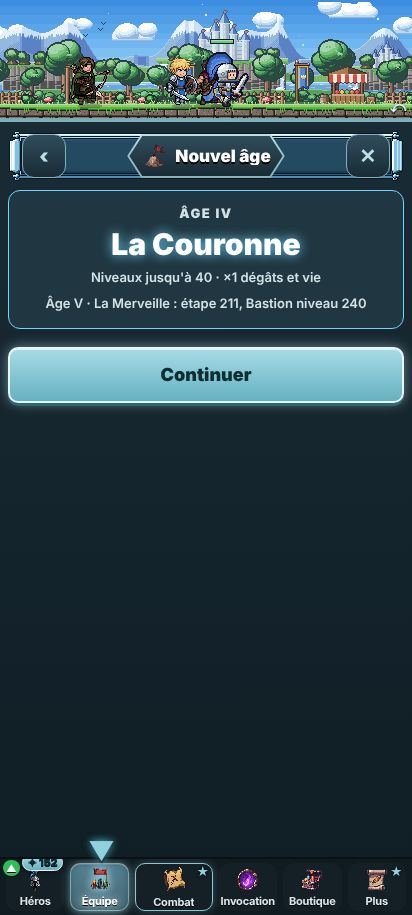 Nouvel âge
ÂGE IV
La Couronne
Niveaux jusqu'à 40 · ×1 dégâts et vie
Âge V · La Merveille : étape 211, Bastion niveau 240
Continuer
Héros
Équipe
Combat
Invocation
Boutique
Plus